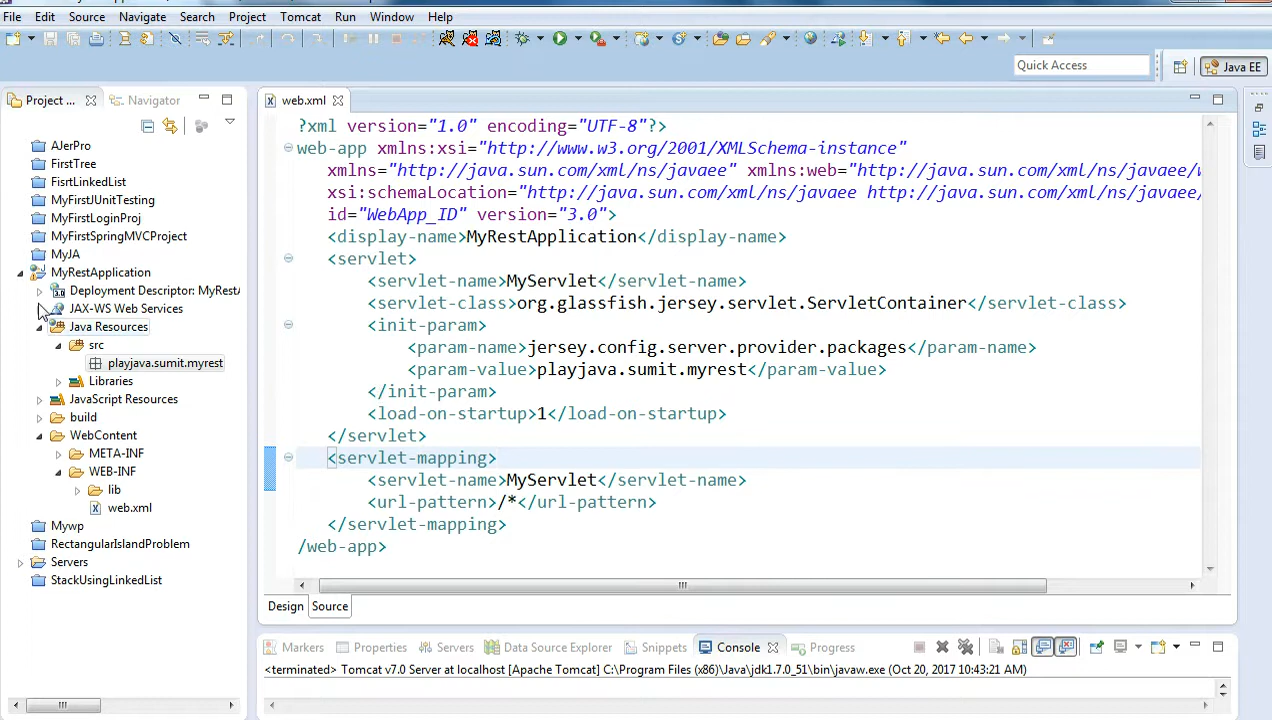 File Edit Source Navigate Search Project Tomcat Run Window Help
Quick Access
Java EE
Project ...
Navigator
AJerPro
FirstTree
FisrtLinkedList
MyFirstJUnitTesting
MyFirstLoginProj
MyFirstSpringMVCProject
MyJA
MyRestApplication
Deployment Descriptor: MyRestA
JAX-WS Web Services
Java Resources
src
playjava.sumit.myrest
Libraries
JavaScript Resources
build
WebContent
META-INF
WEB-INF
lib
web.xml
Mywp
RectangularIslandProblem
Servers
StackUsingLinkedList
web.xml
?xml version="1.0" encoding="UTF-8"?>
web-app xmlns:xsi="http://www.w3.org/2001/XMLSchema-instance"
xmlns="http://java.sun.com/xml/ns/javaee" xmlns:web="http://java.sun.com/xml/ns/javaee/w
xsi:schemaLocation="http://java.sun.com/xml/ns/javaee http://java.sun.com/xml/ns/javaee/
id="WebApp_ID" version="3.0">
<display-name>MyRestApplication</display-name>
<servlet>
<servlet-name>MyServlet</servlet-name>
<servlet-class>org.glassfish.jersey.servlet.ServletContainer</servlet-class>
<init-param>
<param-name>jersey.config.server.provider.packages</param-name>
<param-value>playjava.sumit.myrest</param-value>
</init-param>
<load-on-startup>1</load-on-startup>
</servlet>
<servlet-mapping>
<servlet-name>MyServlet</servlet-name>
<url-pattern>/*</url-pattern>
</servlet-mapping>
/web-app>
Design Source
Markers Properties Servers Data Source Explorer Snippets Console Progress
<terminated> Tomcat v7.0 Server at localhost [Apache Tomcat] C:\Program Files (x86)\Java\jdk1.7.0_51\bin\javaw.exe (Oct 20, 2017 10:43:21 AM)